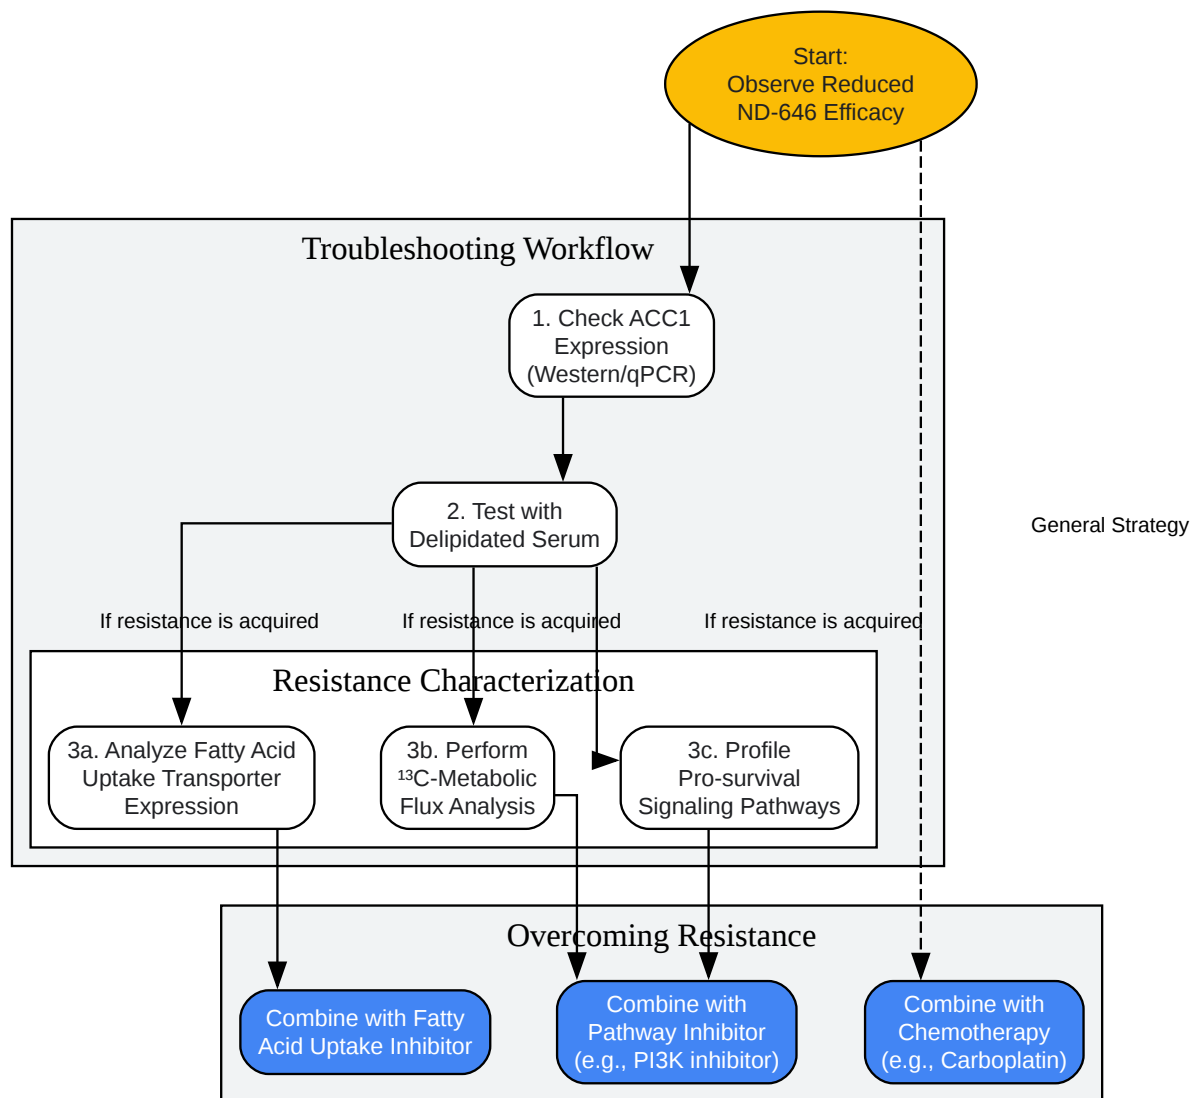 Start:
Observe Reduced
ND-646 Efficacy
Troubleshooting Workflow
1. Check ACC1
Expression
(Western/qPCR)
2. Test with
Delipidated Serum
General Strategy
If resistance is acquired
If resistance is acquired
If resistance is acquired
Resistance Characterization
3a. Analyze Fatty Acid
Uptake Transporter
Expression
3b. Perform
¹³C-Metabolic
Flux Analysis
3c. Profile
Pro-survival
Signaling Pathways
Overcoming Resistance
Combine with Fatty
Acid Uptake Inhibitor
Combine with
Pathway Inhibitor
(e.g., PI3K inhibitor)
Combine with
Chemotherapy
(e.g., Carboplatin)